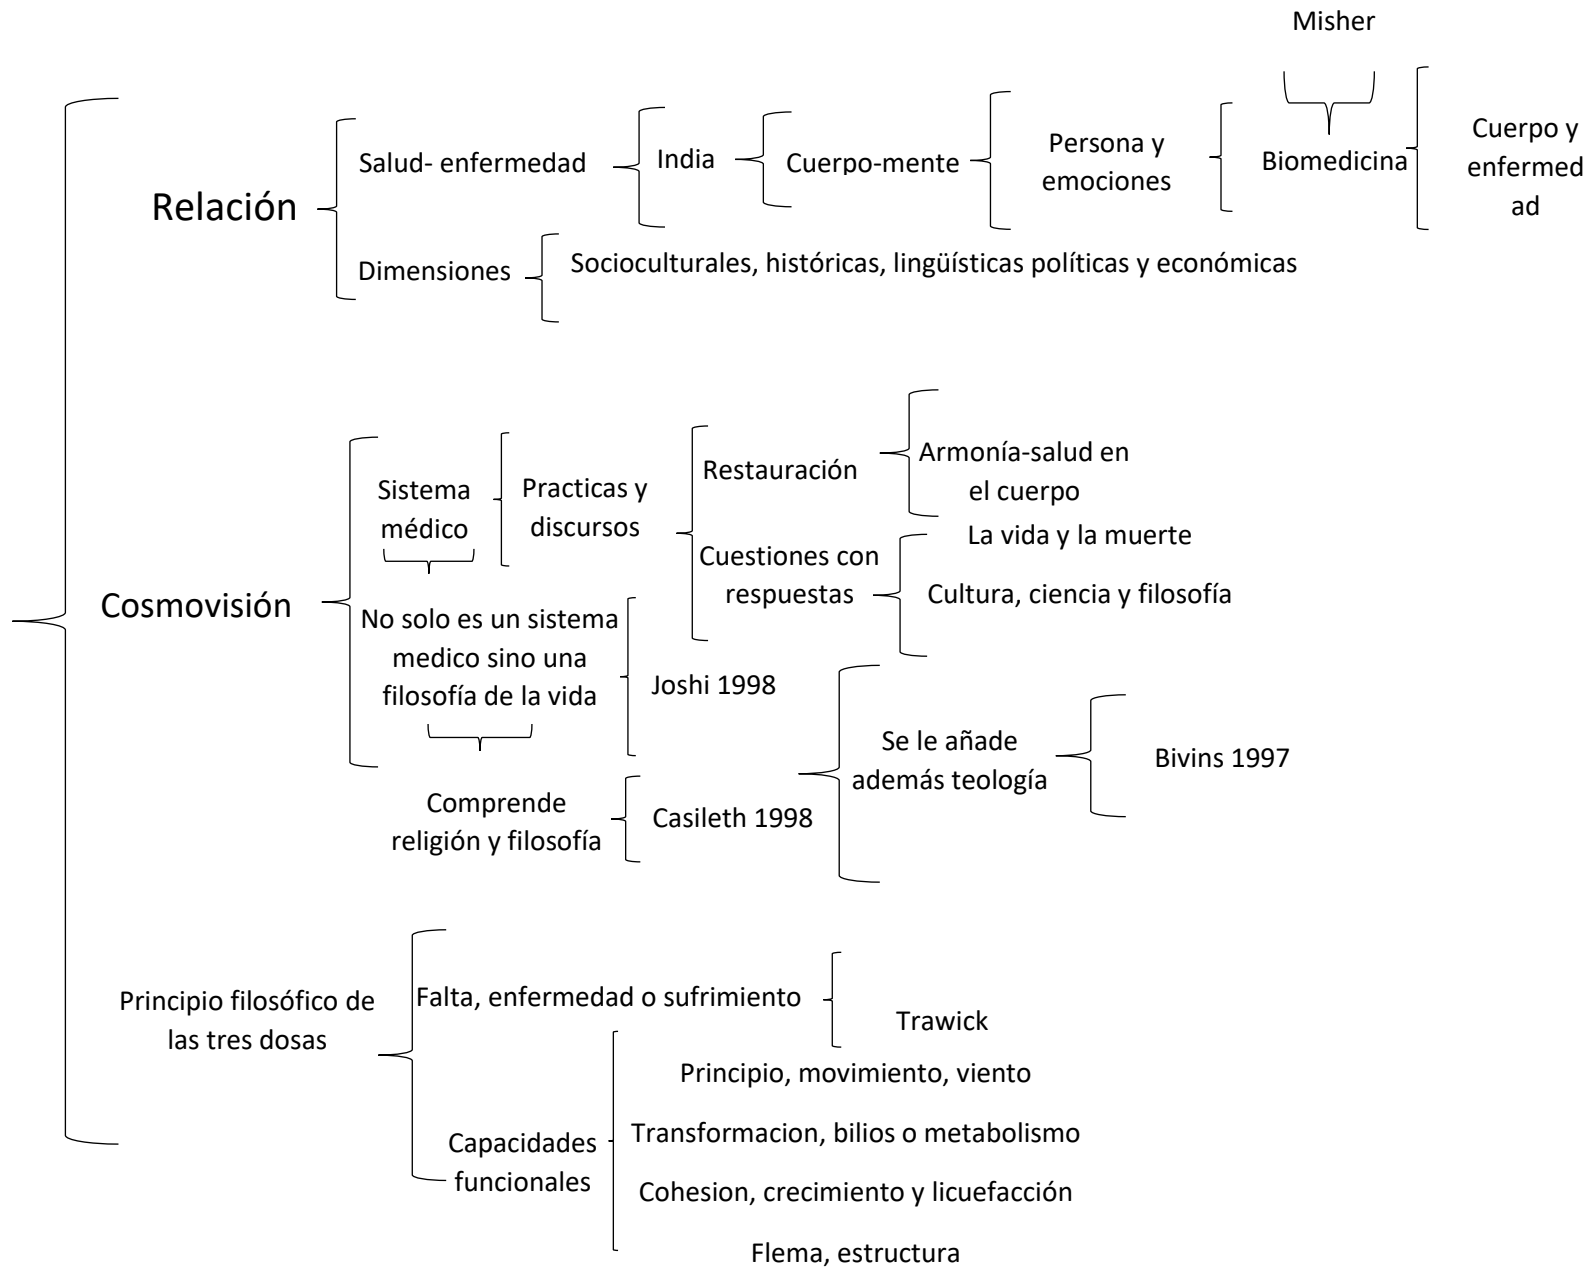 Misher
Relación
Salud- enfermedad
India
Cuerpo-mente
Persona y
emociones
Biomedicina
Cuerpo y
enfermed
ad
Dimensiones
Socioculturales, históricas, lingüísticas políticas y económicas
Cosmovisión
Sistema
médico
Practicas y
discursos
Restauración
Armonía-salud en
el cuerpo
Cuestiones con
respuestas
La vida y la muerte
Cultura, ciencia y filosofía
No solo es un sistema
medico sino una
filosofía de la vida
Joshi 1998
Comprende
religión y filosofía
Casileth 1998
Se le añade
además teología
Bivins 1997
Principio filosófico de
las tres dosas
Falta, enfermedad o sufrimiento
Trawick
Capacidades
funcionales
Principio, movimiento, viento
Transformacion, bilios o metabolismo
Cohesion, crecimiento y licuefacción
Flema, estructura